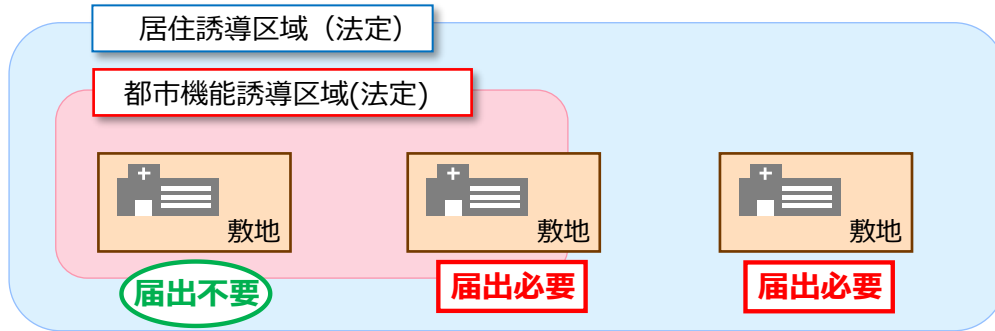 居住誘導区域（法定）
都市機能誘導区域(法定)
敷地
敷地
敷地
届出不要
届出必要
届出必要